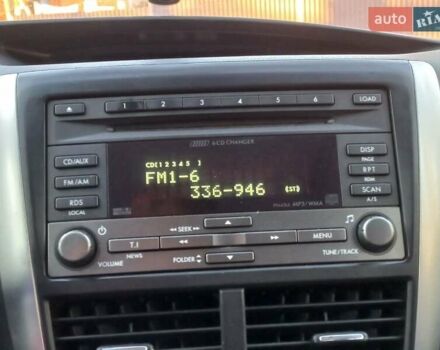 auto RIA
1 2 3 4 5 6 LOAD
6CD CHANGER
CD/AUX
FM/AM
RDS
LOCAL
CD[1 2 3 4 5 ]
FM1-6
336-946 (ST)
MP3/WMA
DISP
PAGE
RPT
RDM
SCAN
A/S
SEEK
T.I
NEWS
MENU
VOLUME
FOLDER
TUNE/TRACK